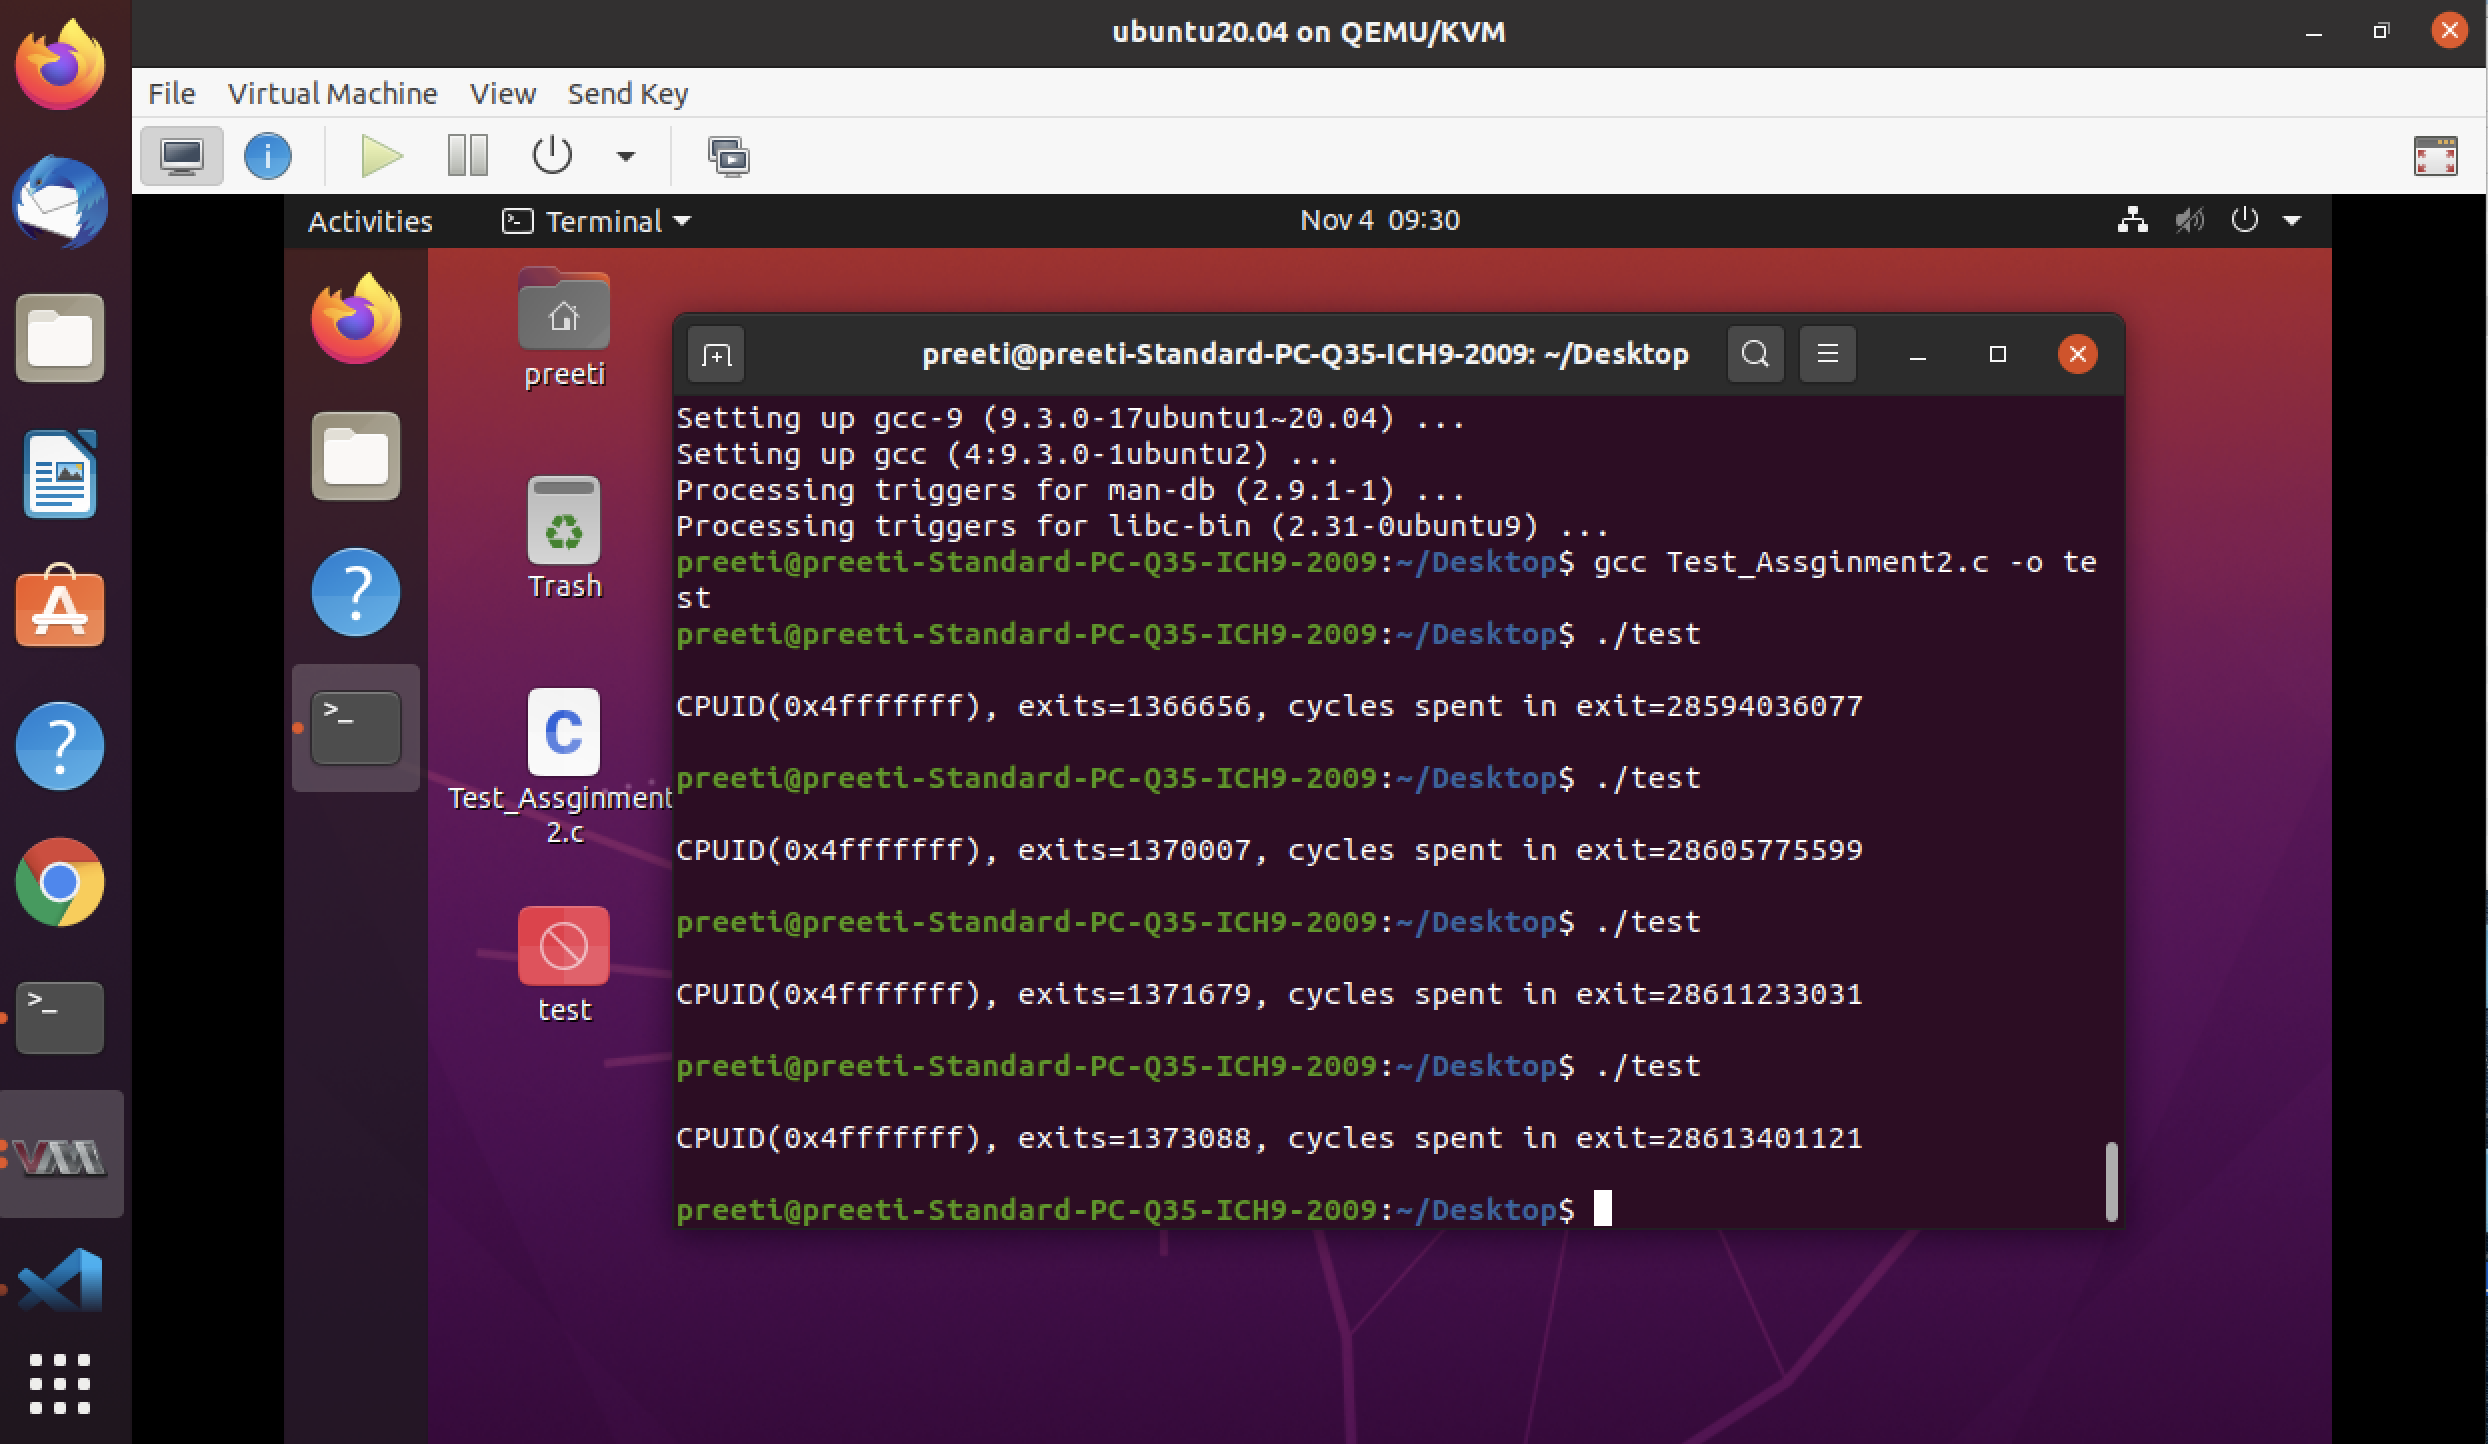 ubuntu20.04 on QEMU/KVM
File Virtual Machine View Send Key
Activities Terminal Nov 4 09:30
preeti
Trash
Test_Assginment
2.c
test
preeti@preeti-Standard-PC-Q35-ICH9-2009: ~/Desktop
Setting up gcc-9 (9.3.0-17ubuntu1~20.04) ...
Setting up gcc (4:9.3.0-1ubuntu2) ...
Processing triggers for man-db (2.9.1-1) ...
Processing triggers for libc-bin (2.31-0ubuntu9) ...
preeti@preeti-Standard-PC-Q35-ICH9-2009:~/Desktop$ gcc Test_Assginment2.c -o te
st
preeti@preeti-Standard-PC-Q35-ICH9-2009:~/Desktop$ ./test
CPUID(0x4fffffff), exits=1366656, cycles spent in exit=28594036077
preeti@preeti-Standard-PC-Q35-ICH9-2009:~/Desktop$ ./test
CPUID(0x4fffffff), exits=1370007, cycles spent in exit=28605775599
preeti@preeti-Standard-PC-Q35-ICH9-2009:~/Desktop$ ./test
CPUID(0x4fffffff), exits=1371679, cycles spent in exit=28611233031
preeti@preeti-Standard-PC-Q35-ICH9-2009:~/Desktop$ ./test
CPUID(0x4fffffff), exits=1373088, cycles spent in exit=28613401121
preeti@preeti-Standard-PC-Q35-ICH9-2009:~/Desktop$